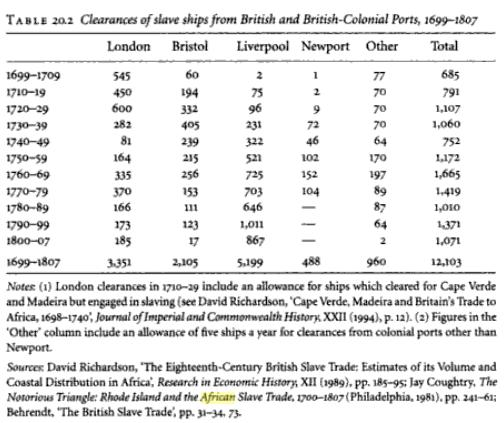 TABLE 20.2 Clearances of slave ships from British and British-Colonial Ports, 1699–1807
London Bristol Liverpool Newport Other Total
1699–1709 545 60 2 1 77 685
1710–19 450 194 75 2 70 791
1720–29 600 332 96 9 70 1,107
1730–39 282 405 231 72 70 1,060
1740–49 81 239 322 46 64 752
1750–59 164 215 521 102 170 1,172
1760–69 335 256 725 152 197 1,665
1770–79 370 153 703 104 89 1,419
1780–89 166 111 646 — 87 1,010
1790–99 173 123 1,011 — 64 1,371
1800–07 185 17 867 — 2 1,071
1699–1807 3,351 2,105 5,199 488 960 12,103
Notes: (1) London clearances in 1710–29 include an allowance for ships which cleared for Cape Verde
and Madeira but engaged in slaving (see David Richardson, 'Cape Verde, Madeira and Britain's Trade to
Africa, 1698–1740', Journal of Imperial and Commonwealth History, XXII (1994), p. 12). (2) Figures in the
'Other' column include an allowance of five ships a year for clearances from colonial ports other than
Newport.
Sources: David Richardson, 'The Eighteenth-Century British Slave Trade: Estimates of its Volume and
Coastal Distribution in Africa', Research in Economic History, XII (1989), pp. 185–95; Jay Coughtry, The
Notorious Triangle: Rhode Island and the African Slave Trade, 1700–1807 (Philadelphia, 1981), pp. 241–61;
Behrendt, 'The British Slave Trade', pp. 31–34, 73.